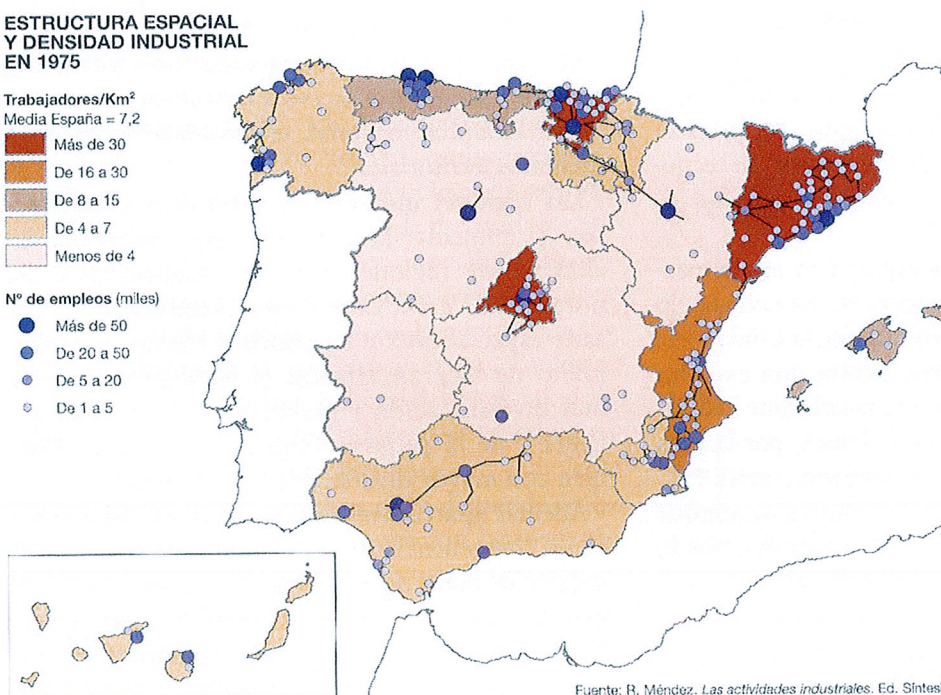 ESTRUCTURA ESPACIAL
Y DENSIDAD INDUSTRIAL
EN 1975
Trabajadores/Km²
Media España = 7,2
Más de 30
De 16 a 30
De 8 a 15
De 4 a 7
Menos de 4
Nº de empleos (miles)
Más de 50
De 20 a 50
De 5 a 20
De 1 a 5
Fuente: R. Méndez. Las actividades industriales. Ed. Síntesi